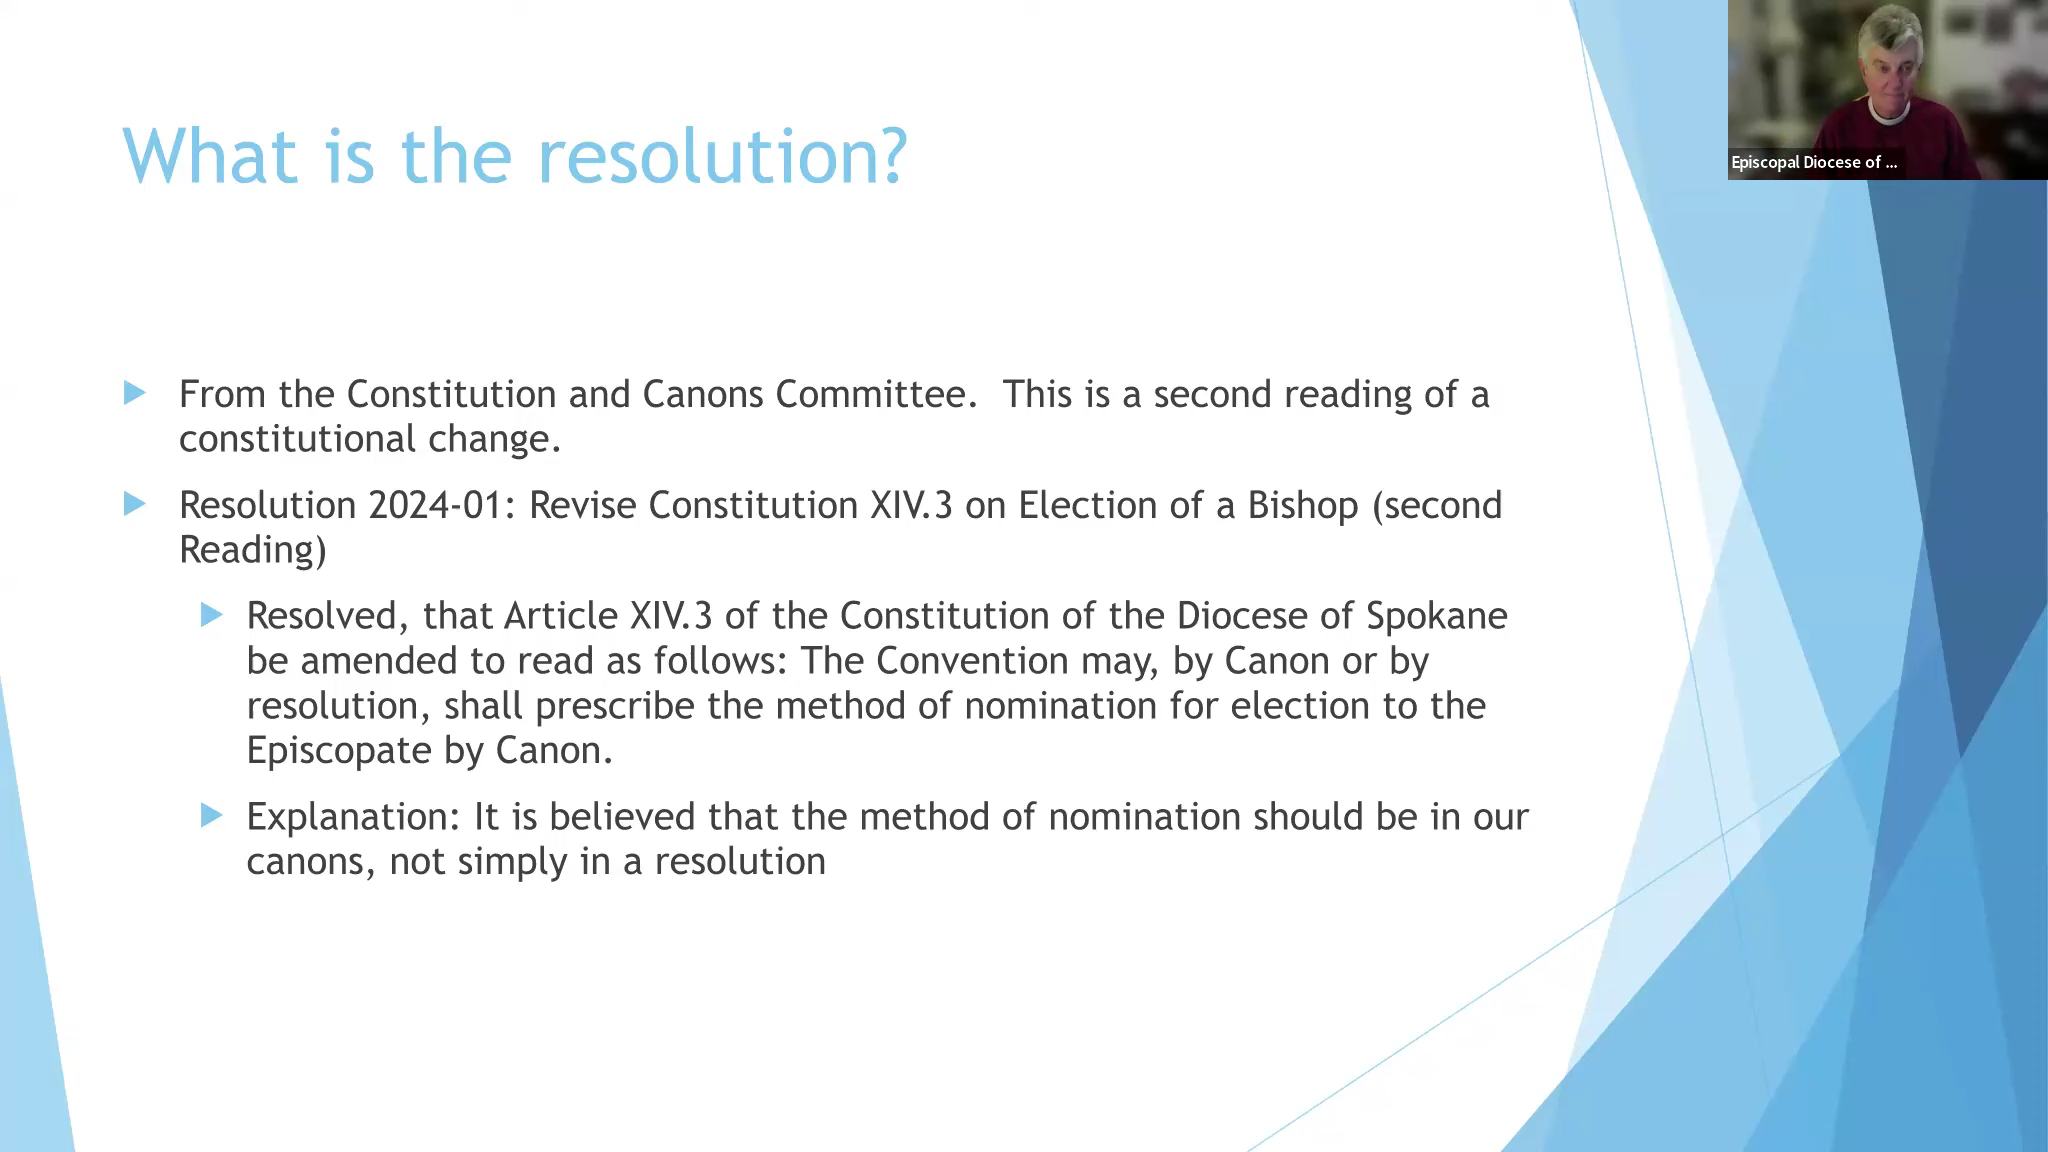 What is the resolution?
Episcopal Diocese of ...
From the Constitution and Canons Committee.  This is a second reading of a
constitutional change.
Resolution 2024-01: Revise Constitution XIV.3 on Election of a Bishop (second
Reading)
Resolved, that Article XIV.3 of the Constitution of the Diocese of Spokane
be amended to read as follows: The Convention may, by Canon or by
resolution, shall prescribe the method of nomination for election to the
Episcopate by Canon.
Explanation: It is believed that the method of nomination should be in our
canons, not simply in a resolution